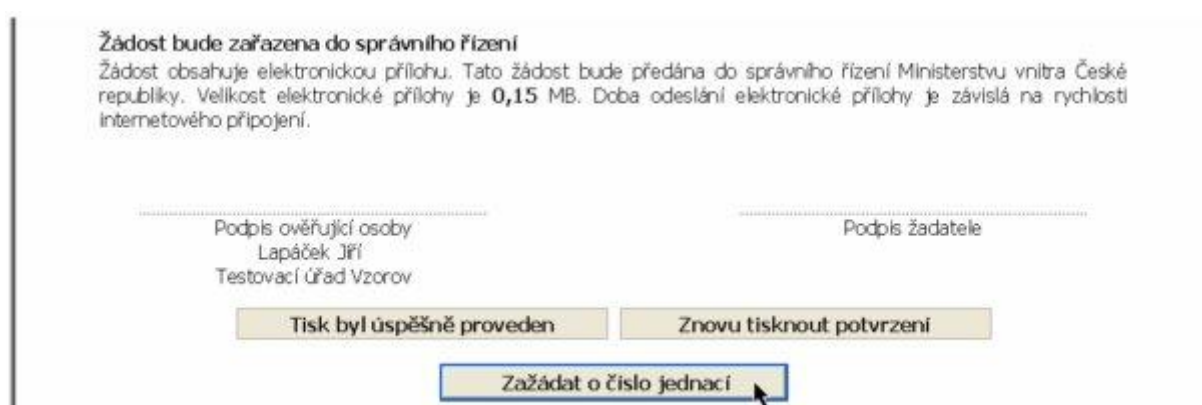 Žádost bude zařazena do správního řízení
Žádost obsahuje elektronickou přílohu. Tato žádost bude předána do správního řízení Ministerstvu vnitra České
republiky. Velikost elektronické přílohy je 0,15 MB. Doba odeslání elektronické přílohy je závislá na rychlosti
internetového připojení.
Podpis ověřující osoby
Lapáček Jiří
Testovací úřad Vzorov
Podpis žadatele
Tisk byl úspěšně proveden
Znovu tisknout potvrzení
Zažádat o číslo jednací